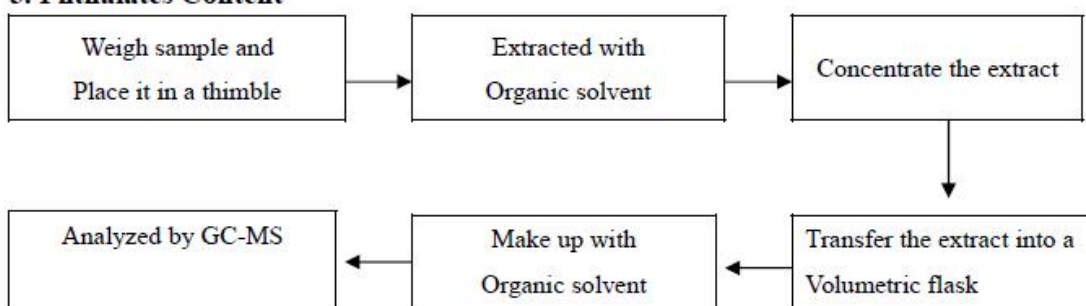 Phthalates Content
Weigh sample and
Place it in a thimble
Extracted with
Organic solvent
Concentrate the extract
Transfer the extract into a
Volumetric flask
Make up with
Organic solvent
Analyzed by GC-MS